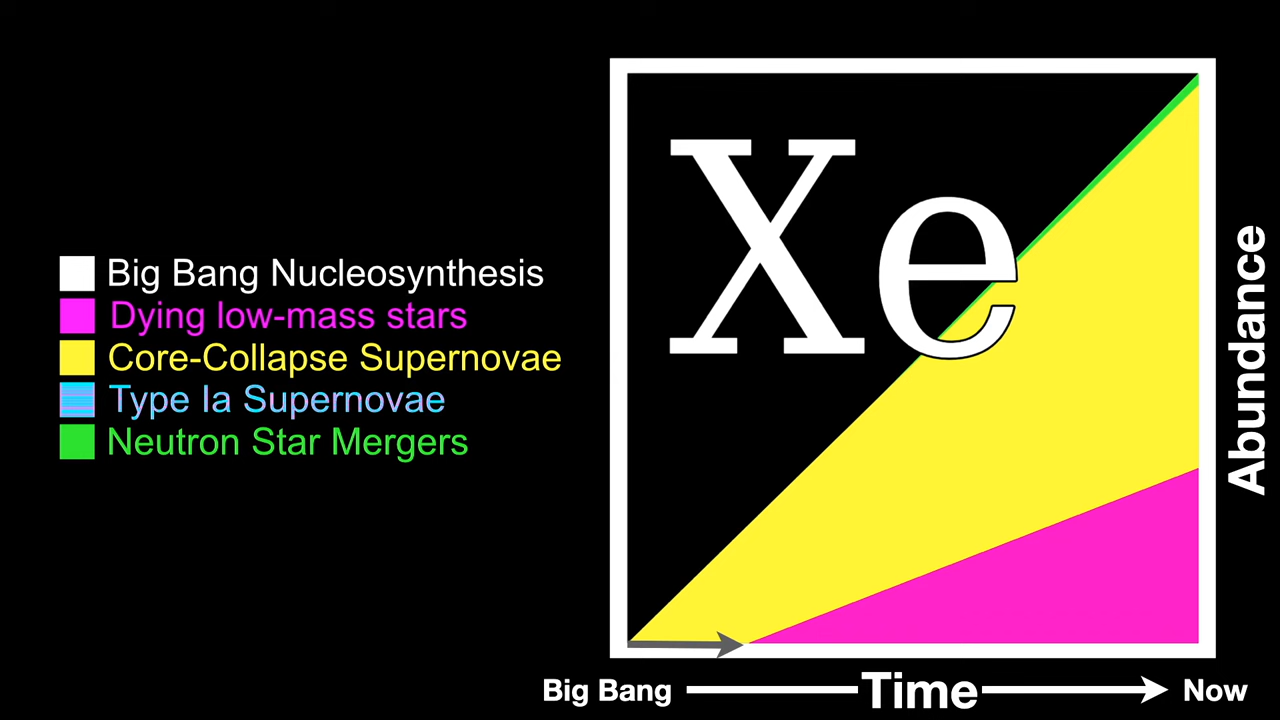 Xe
Big Bang Nucleosynthesis
Dying low-mass stars
Core-Collapse Supernovae
Type Ia Supernovae
Neutron Star Mergers
Abundance
Big Bang Time Now